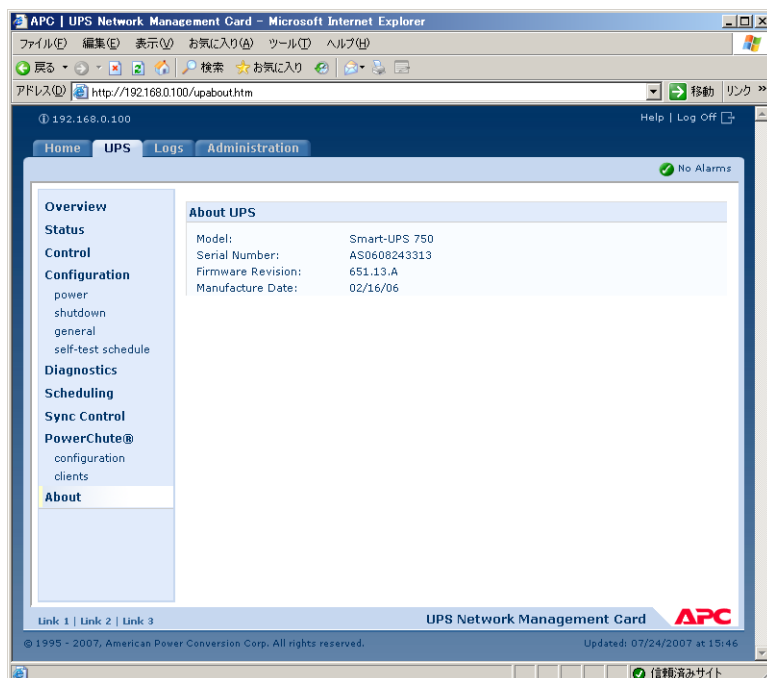 APC | UPS Network Management Card - Microsoft Internet Explorer
ファイル(F) 編集(E) 表示(V) お気に入り(A) ツール(T) ヘルプ(H)
戻る 検索 お気に入り
アドレス(D) http://192.168.0.100/upabout.htm 移動 リンク »
192.168.0.100 Help | Log Off
Home UPS Logs Administration
No Alarms
Overview
Status
Control
Configuration
power
shutdown
general
self-test schedule
Diagnostics
Scheduling
Sync Control
PowerChute®
configuration
clients
About
About UPS
Model: Smart-UPS 750
Serial Number: AS0608243313
Firmware Revision: 651.13.A
Manufacture Date: 02/16/06
Link 1 | Link 2 | Link 3 UPS Network Management Card APC
© 1995 - 2007, American Power Conversion Corp. All rights reserved. Updated: 07/24/2007 at 15:46
信頼済みサイト